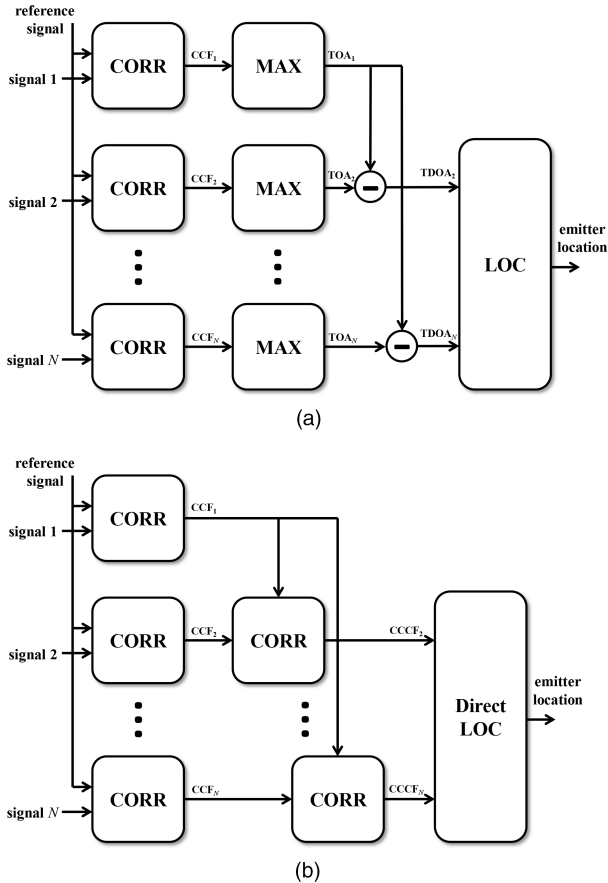 reference
signal
signal 1
CORR
CCF1
MAX
TOA1
signal 2
CORR
CCF2
MAX
TOA2
TDOA2
LOC
emitter
location
signal N
CORR
CCFN
MAX
TOAN
TDOAN
(a)
reference
signal
signal 1
CORR
CCF1
signal 2
CORR
CCF2
CORR
CCCF2
Direct
LOC
emitter
location
signal N
CORR
CCFN
CORR
CCCFN
(b)